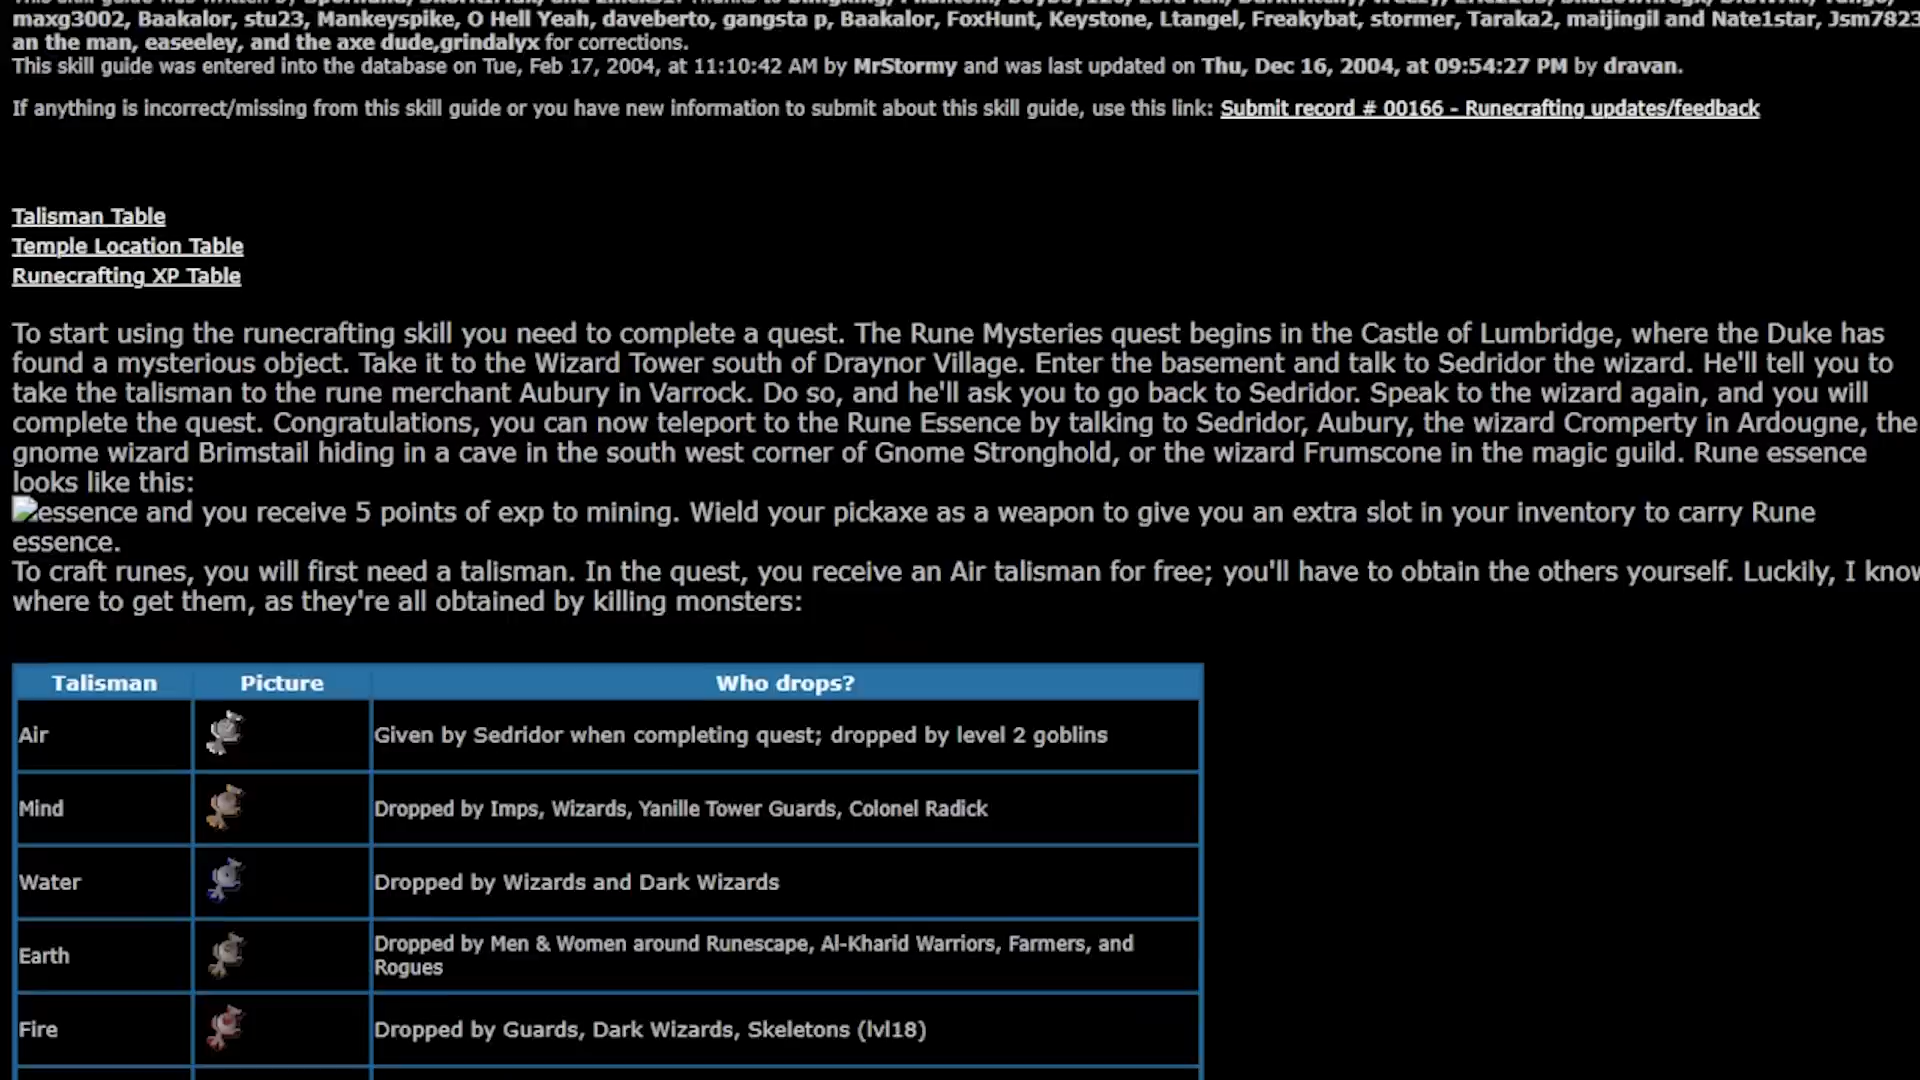 maxg3002, Baakalor, stu23, Mankeyspike, O Hell Yeah, daveberto, gangsta p, Baakalor, FoxHunt, Keystone, Ltangel, Freakybat, stormer, Taraka2, maijingil and Nate1star, Jsm7823
an the man, easeeley, and the axe dude,grindalyx for corrections.
This skill guide was entered into the database on Tue, Feb 17, 2004, at 11:10:42 AM by MrStormy and was last updated on Thu, Dec 16, 2004, at 09:54:27 PM by dravan.
If anything is incorrect/missing from this skill guide or you have new information to submit about this skill guide, use this link: Submit record # 00166 - Runecrafting updates/feedback
Talisman Table
Temple Location Table
Runecrafting XP Table
To start using the runecrafting skill you need to complete a quest. The Rune Mysteries quest begins in the Castle of Lumbridge, where the Duke has
found a mysterious object. Take it to the Wizard Tower south of Draynor Village. Enter the basement and talk to Sedridor the wizard. He'll tell you to
take the talisman to the rune merchant Aubury in Varrock. Do so, and he'll ask you to go back to Sedridor. Speak to the wizard again, and you will
complete the quest. Congratulations, you can now teleport to the Rune Essence by talking to Sedridor, Aubury, the wizard Cromperty in Ardougne, the
gnome wizard Brimstail hiding in a cave in the south west corner of Gnome Stronghold, or the wizard Frumscone in the magic guild. Rune essence
looks like this:
essence and you receive 5 points of exp to mining. Wield your pickaxe as a weapon to give you an extra slot in your inventory to carry Rune
essence.
To craft runes, you will first need a talisman. In the quest, you receive an Air talisman for free; you'll have to obtain the others yourself. Luckily, I know
where to get them, as they're all obtained by killing monsters:
Talisman Picture Who drops?
Air Given by Sedridor when completing quest; dropped by level 2 goblins
Mind Dropped by Imps, Wizards, Yanille Tower Guards, Colonel Radick
Water Dropped by Wizards and Dark Wizards
Earth Dropped by Men & Women around Runescape, Al-Kharid Warriors, Farmers, and
Rogues
Fire Dropped by Guards, Dark Wizards, Skeletons (lvl18)